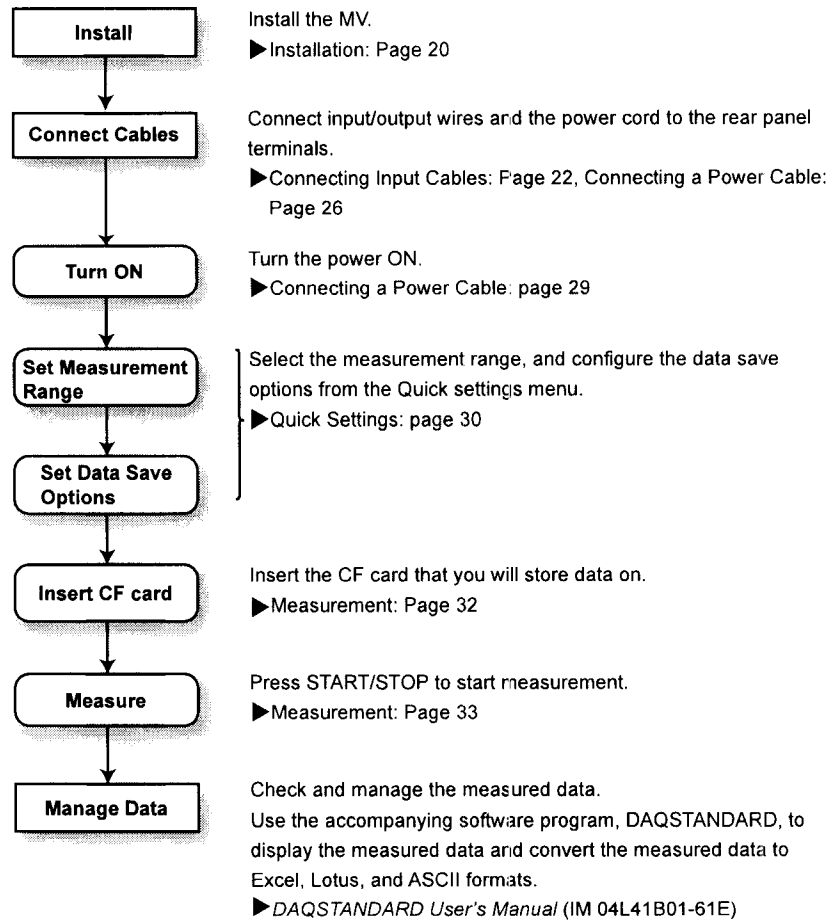 Install
Install the MV.
▶Installation: Page 20
Connect Cables
Connect input/output wires and the power cord to the rear panel
terminals.
▶Connecting Input Cables: Page 22, Connecting a Power Cable:
Page 26
Turn ON
Turn the power ON.
▶Connecting a Power Cable: page 29
Set Measurement
Range
Select the measurement range, and configure the data save
options from the Quick settings menu.
▶Quick Settings: page 30
Set Data Save
Options
Insert CF card
Insert the CF card that you will store data on.
▶Measurement: Page 32
Measure
Press START/STOP to start measurement.
▶Measurement: Page 33
Manage Data
Check and manage the measured data.
Use the accompanying software program, DAQSTANDARD, to
display the measured data and convert the measured data to
Excel, Lotus, and ASCII formats.
▶DAQSTANDARD User's Manual (IM 04L41B01-61E)